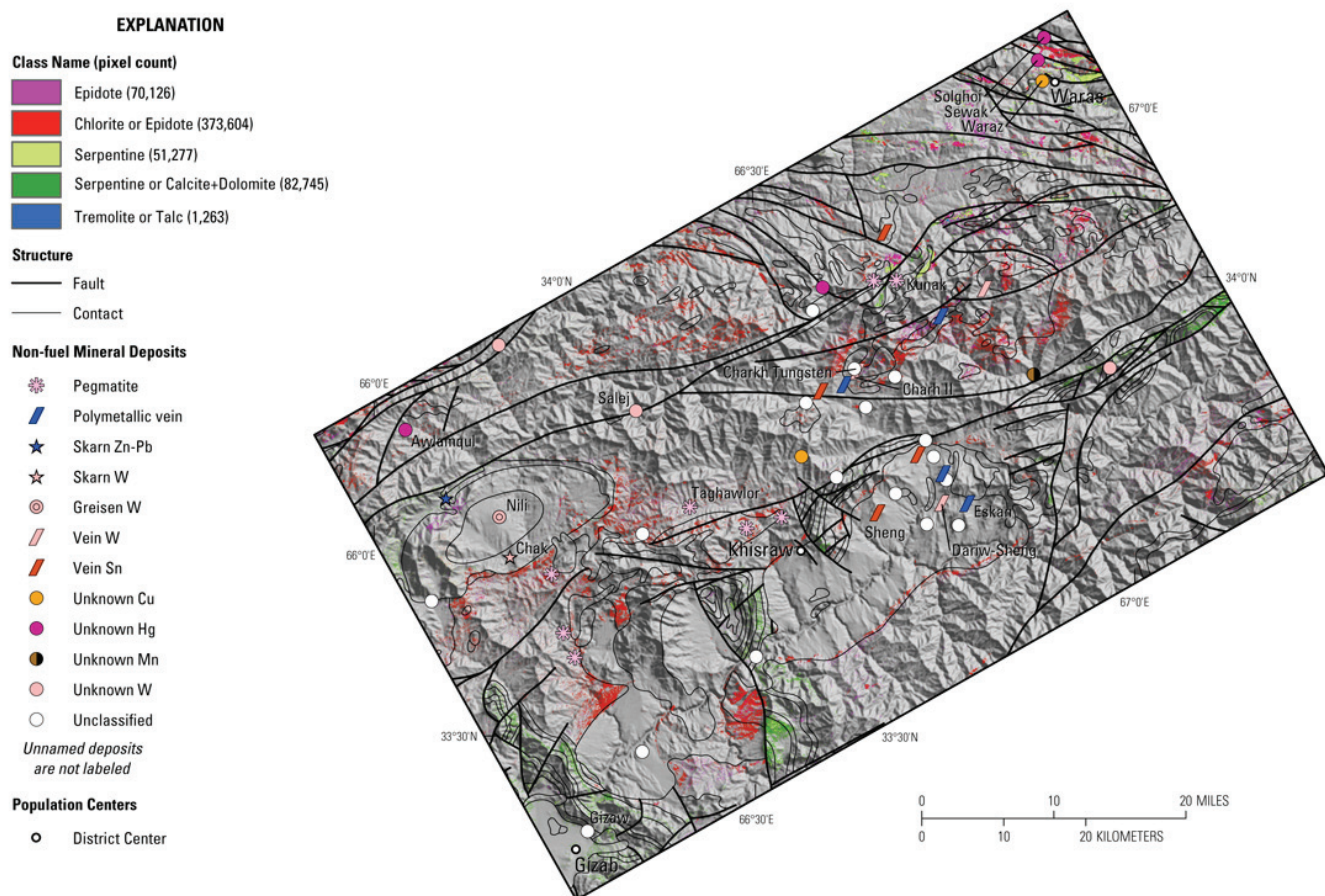 EXPLANATION
Class Name (pixel count)
Epidote (70,126)
Chlorite or Epidote (373,604)
Serpentine (51,277)
Serpentine or Calcite+Dolomite (82,745)
Tremolite or Talc (1,263)
Structure
Fault
Contact
Non-fuel Mineral Deposits
Pegmatite
Polymetallic vein
Skarn Zn-Pb
Skarn W
Greisen W
Vein W
Vein Sn
Unknown Cu
Unknown Hg
Unknown Mn
Unknown W
Unclassified
Unnamed deposits
are not labeled
Population Centers
District Center
Solghoi
Sewak
Waraz
Waras
67°0'E
66°30'E
34°0'N
34°0'N
Kunak
66°0'E
Charkh Tungsten
Charh II
Salej
Awlamqul
Taghawlor
Nili
Eskan
Sheng
Khisraw
Dariw-Sheng
Chak
66°0'E
67°0'E
33°30'N
33°30'N
66°30'E
Gizaw
Gizab
0 10 20 MILES
0 10 20 KILOMETERS